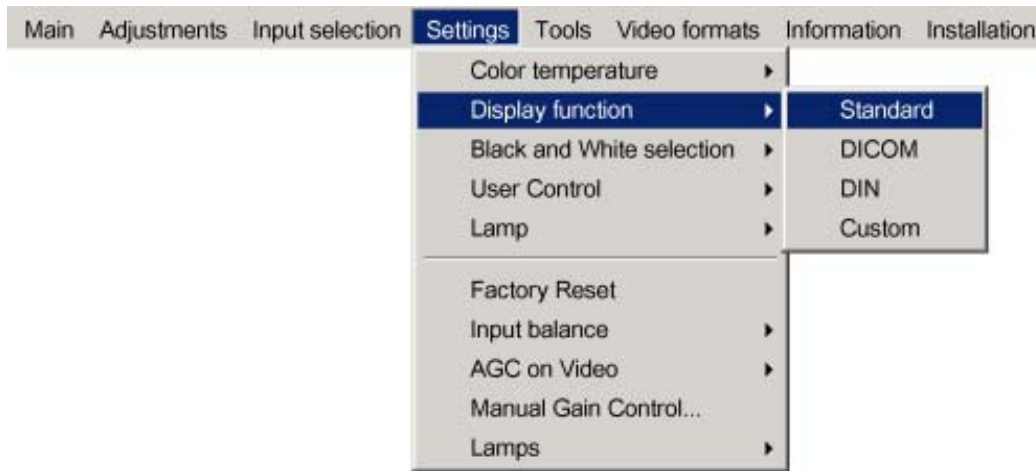 Main Adjustments Input selection Settings Tools Video formats Information Installation
Color temperature
Display function
Black and White selection
User Control
Lamp
Factory Reset
Input balance
AGC on Video
Manual Gain Control...
Lamps
Standard
DICOM
DIN
Custom